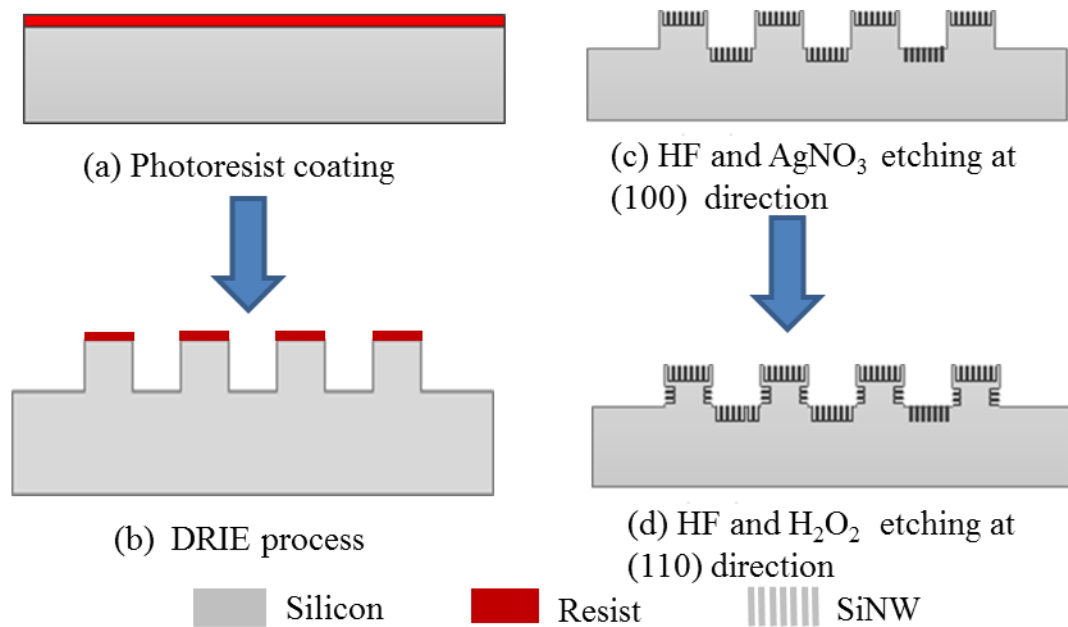 (a) Photoresist coating
(b) DRIE process
(c) HF and AgNO₃ etching at
(100) direction
(d) HF and H₂O₂ etching at
(110) direction
Silicon
Resist
SiNW